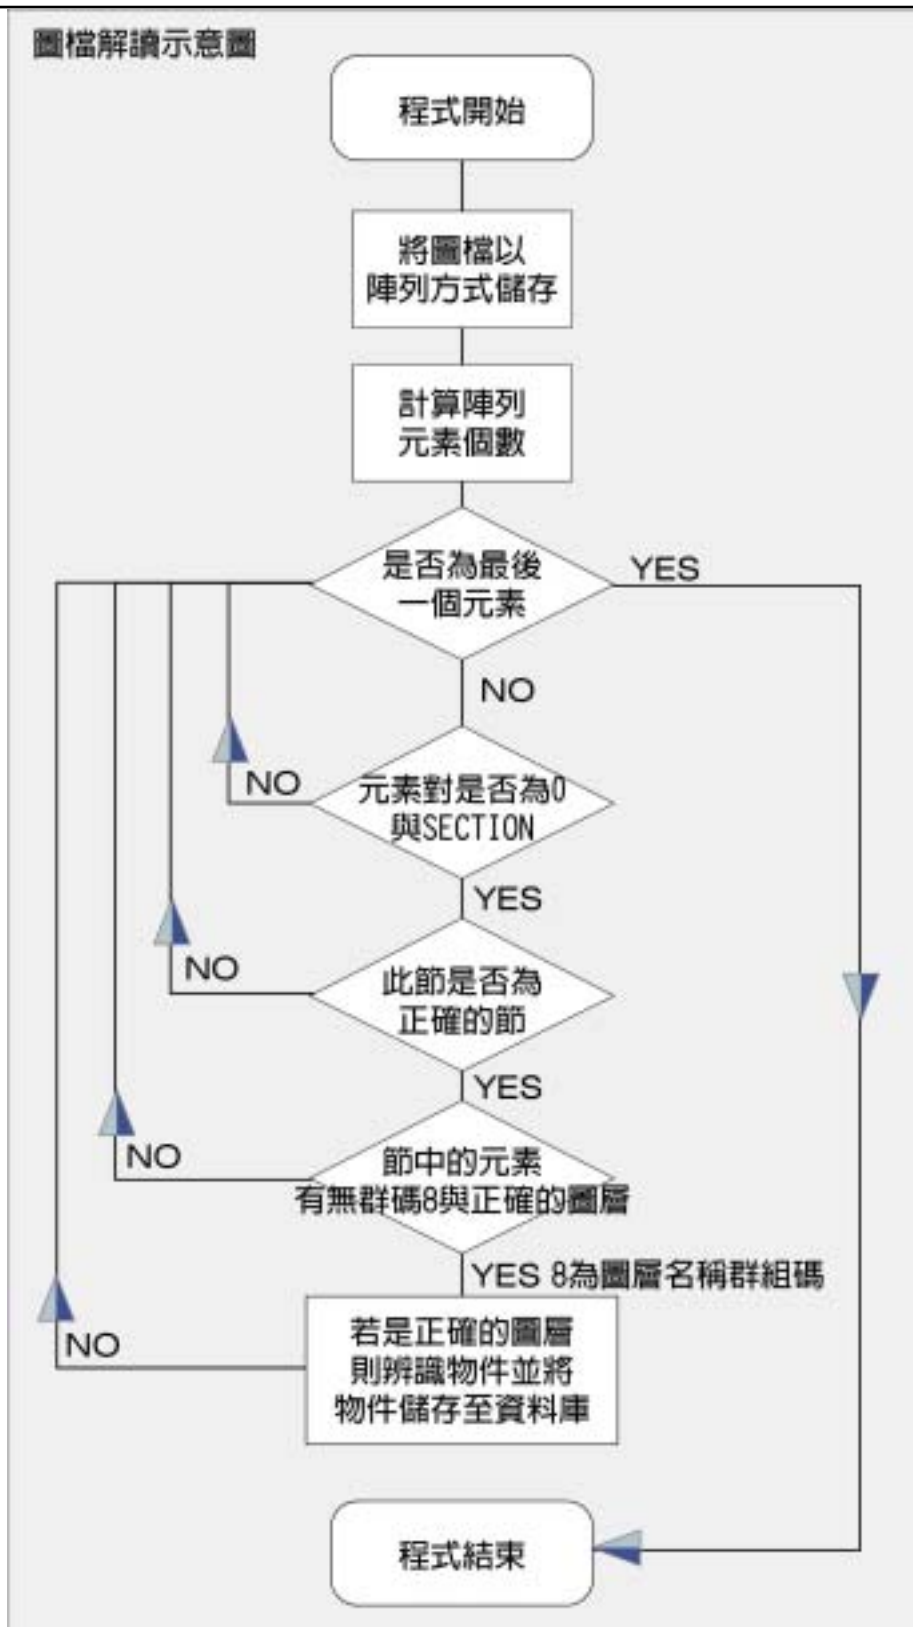 圖檔解讀示意圖
程式開始
將圖檔以
陣列方式儲存
計算陣列
元素個數
是否為最後
一個元素
YES
NO
元素對是否為0
與SECTION
NO
YES
此節是否為
正確的節
NO
YES
節中的元素
有無群碼8與正確的圖層
NO
YES 8為圖層名稱群組碼
若是正確的圖層
則辨識物件並將
物件儲存至資料庫
NO
程式結束